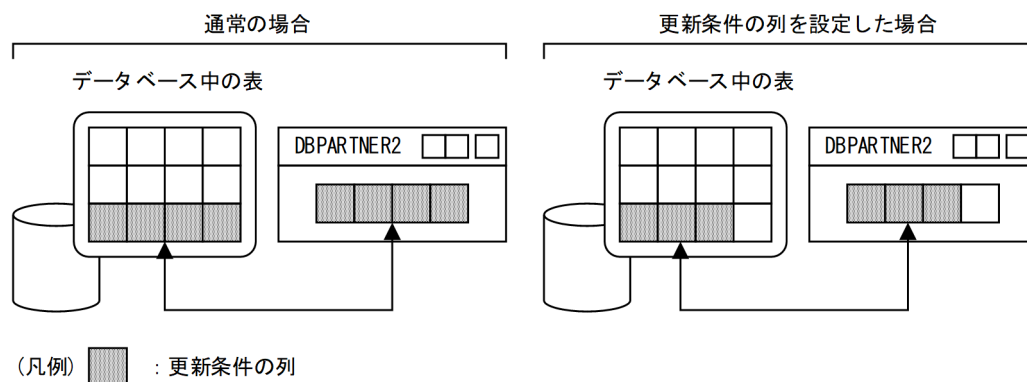 通常の場合
更新条件の列を設定した場合
データベース中の表
データベース中の表
DBPARTNER2
DBPARTNER2
(凡例) : 更新条件の列